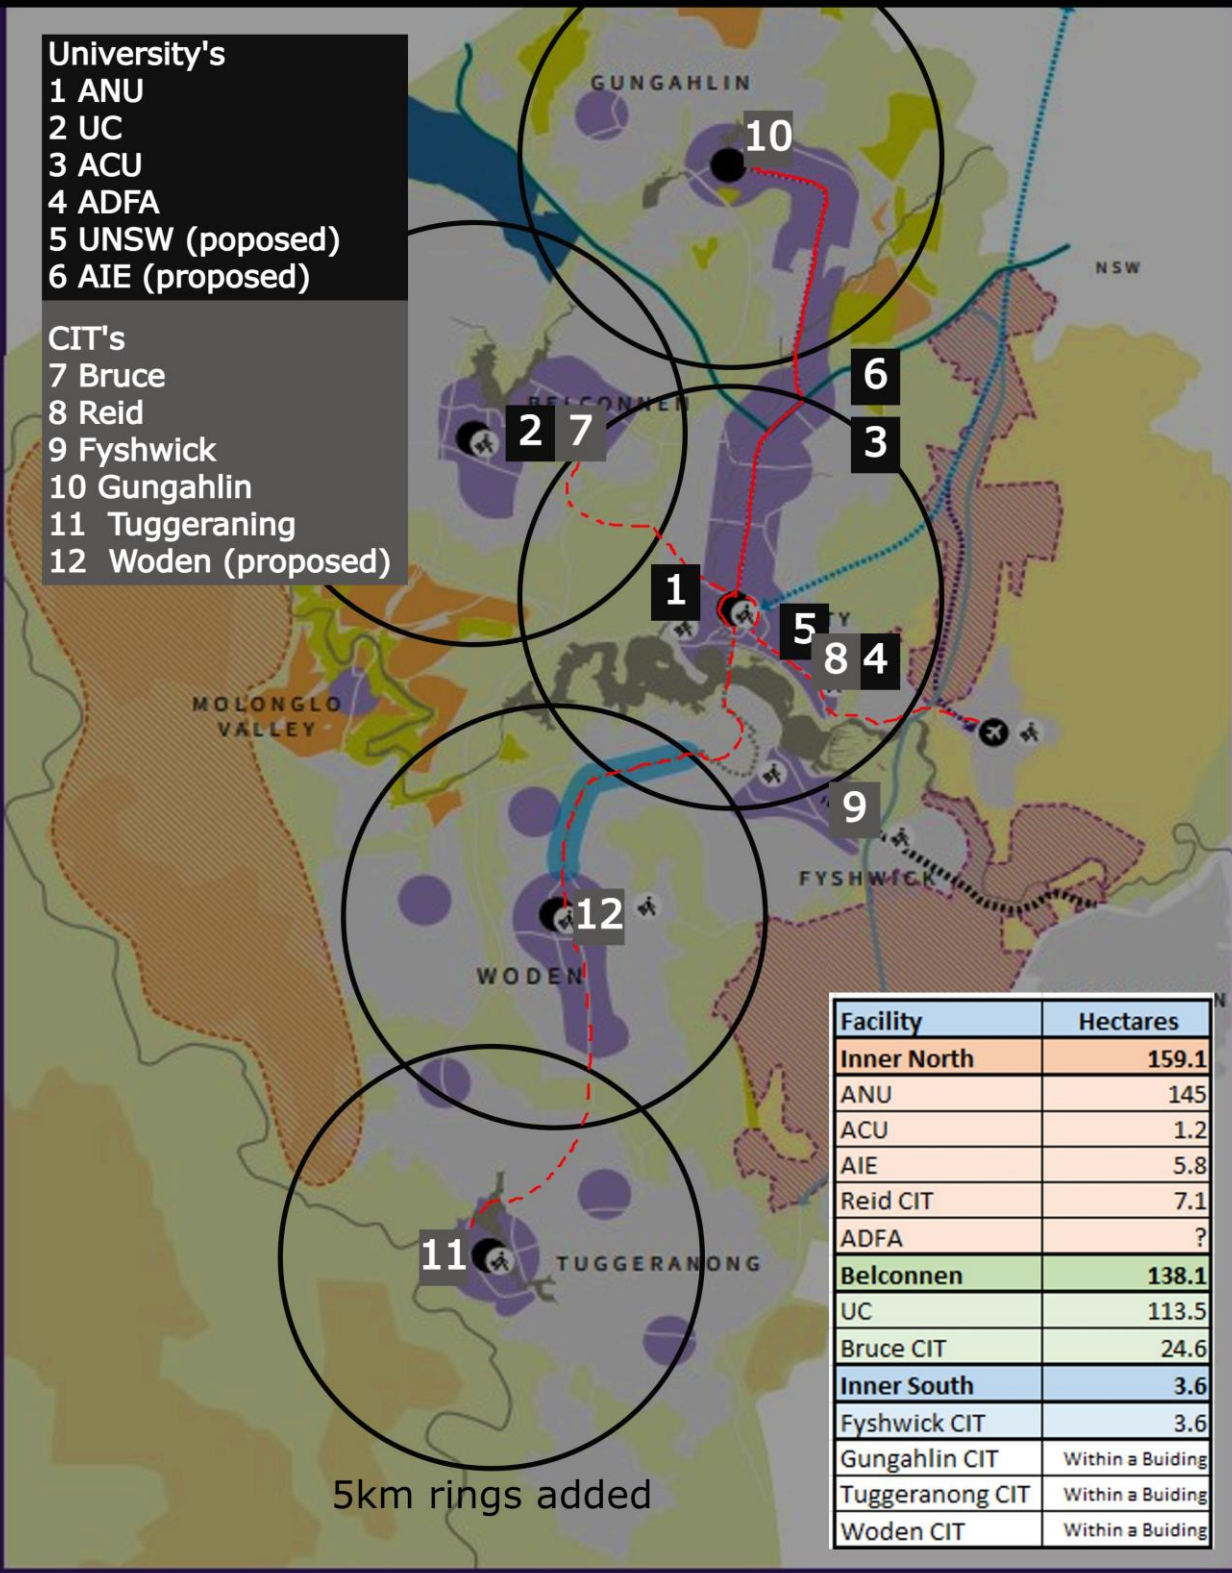 University's
1 ANU
2 UC
3 ACU
4 ADFA
5 UNSW (poposed)
6 AIE (proposed)
CIT's
7 Bruce
8 Reid
9 Fyshwick
10 Gungahlin
11 Tuggeraning
12 Woden (proposed)
GUNGAHLIN
10
NSW
6
BELCONNEN
2 7
3
1
5
8 4
MOLONGLO
VALLEY
9
FYSHWICK
12
WODEN
11
TUGGERANONG
5km rings added
Facility Hectares
Inner North 159.1
ANU 145
ACU 1.2
AIE 5.8
Reid CIT 7.1
ADFA ?
Belconnen 138.1
UC 113.5
Bruce CIT 24.6
Inner South 3.6
Fyshwick CIT 3.6
Gungahlin CIT Within a Buiding
Tuggeranong CIT Within a Buiding
Woden CIT Within a Buiding